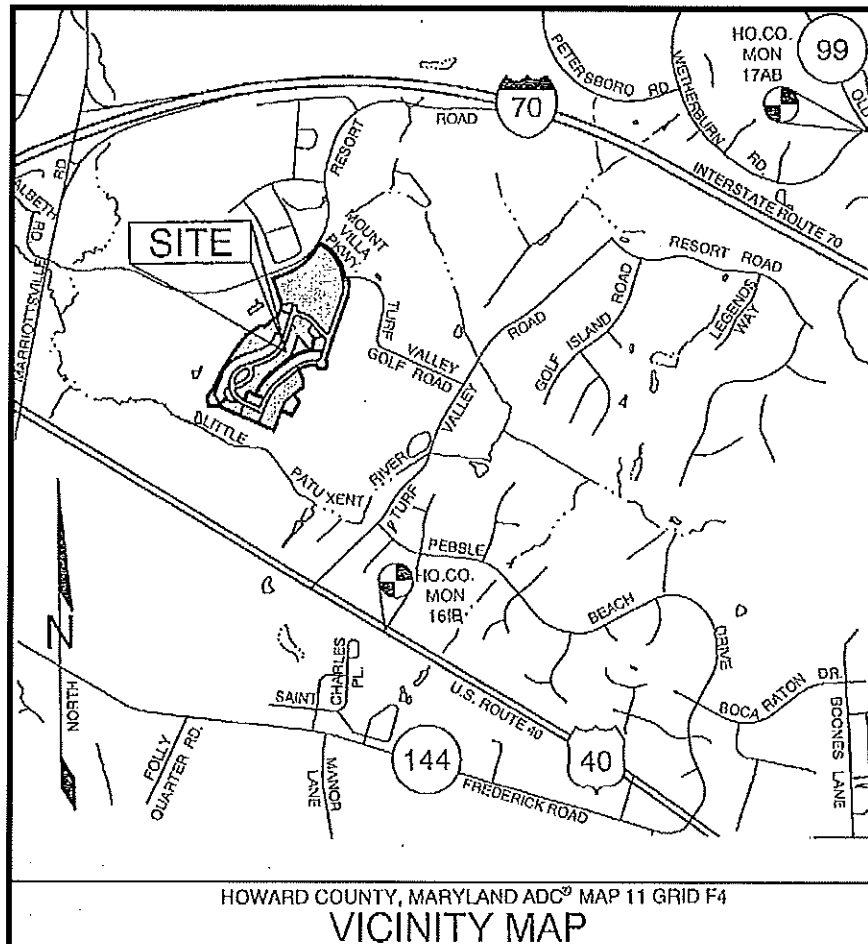 PETERSBORO RD
WETHERBURN RD.
HO.CO.
MON
17AB
99
OLD
70
RESORT ROAD
INTERSTATE ROUTE 70
ALBETH RD
MARRIOTTSVILLE RD
SITE
MOUNT
VILLA
PKWY.
TURF VALLEY
GOLF ROAD
TURF VALLEY ROAD
GOLF ISLAND ROAD
RESORT ROAD
LEGENDS
WAY
LITTLE PATUXENT RIVER
PEBBLE BEACH DRIVE
HO.CO.
MON
16IB
N
NORTH
SAINT CHARLES PL.
U.S. ROUTE 40
40
BOCA RATON DR.
BOONES LANE
FOLLY
QUARTER RD.
MANOR
LANE
144
FREDERICK ROAD
HOWARD COUNTY, MARYLAND ADC® MAP 11 GRID F4
VICINITY MAP